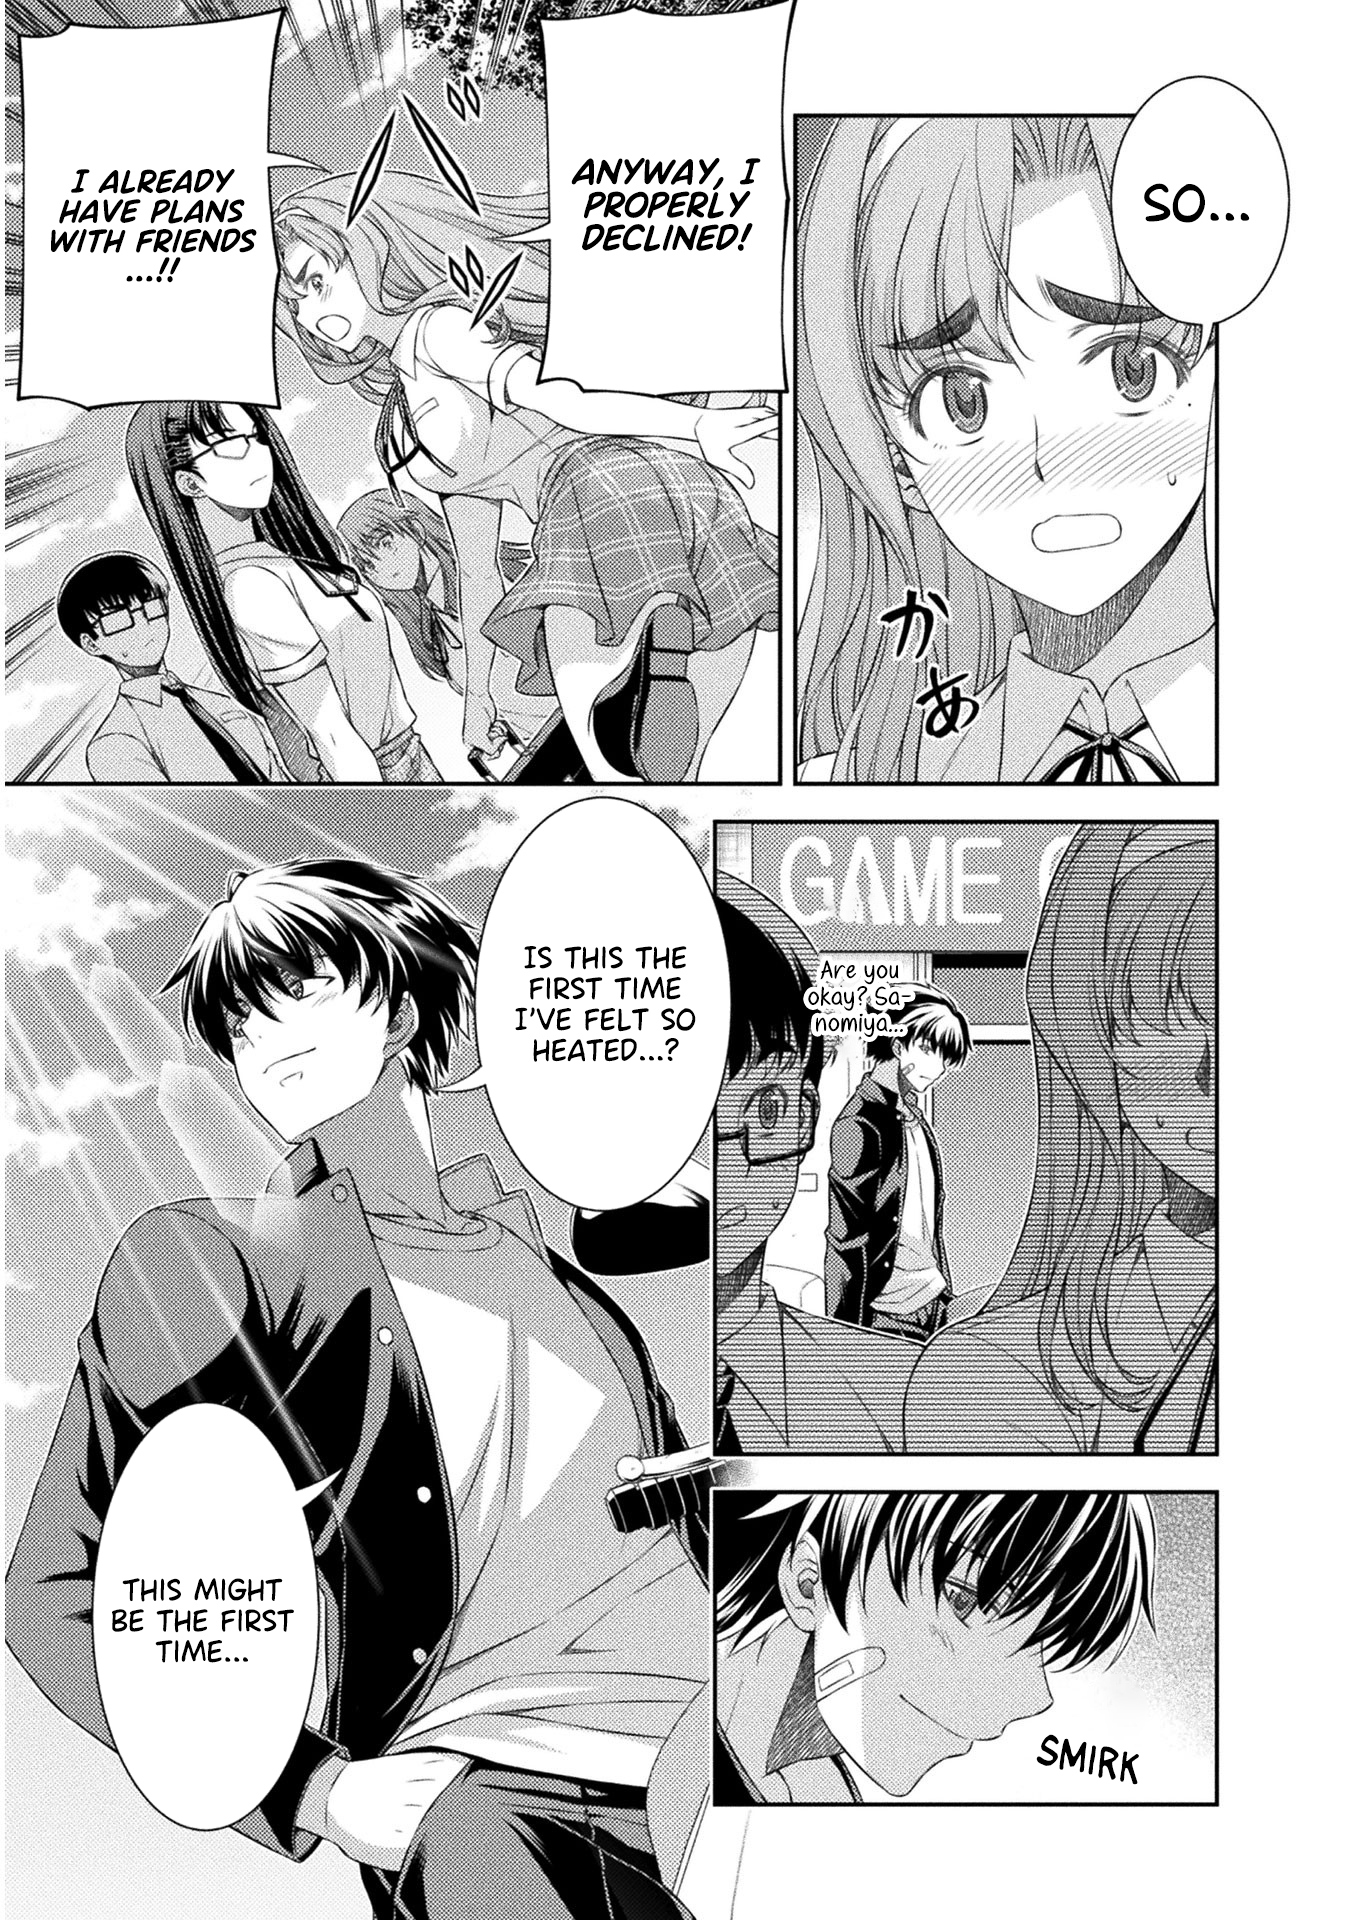 SO...
かあ
ANYWAY, I
PROPERLY
DECLINED!
I ALREADY
HAVE PLANS
WITH FRIENDS
...!!
GAME
Are you
okay? Sa-
nomiya...
SMIRK
IS THIS THE
FIRST TIME
I'VE FELT SO
HEATED...?
THIS MIGHT
BE THE FIRST
TIME...